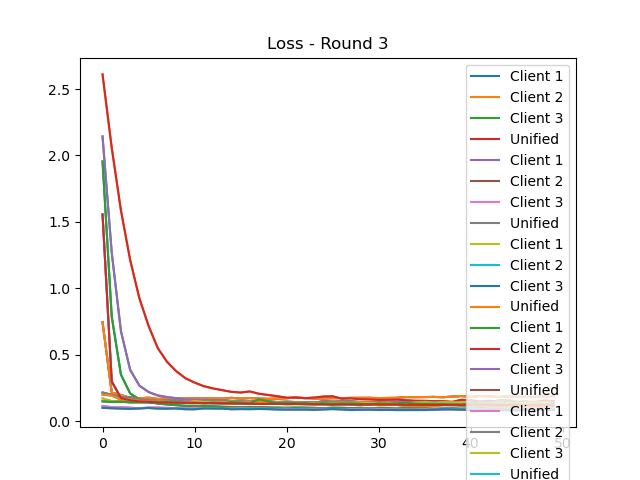 Loss - Round 3
2.5
2.0
1.5
1.0
0.5
0.0
0
10
20
30
40
50
Client 1
Client 2
Client 3
Unified
Client 1
Client 2
Client 3
Unified
Client 1
Client 2
Client 3
Unified
Client 1
Client 2
Client 3
Unified
Client 1
Client 2
Client 3
Unified